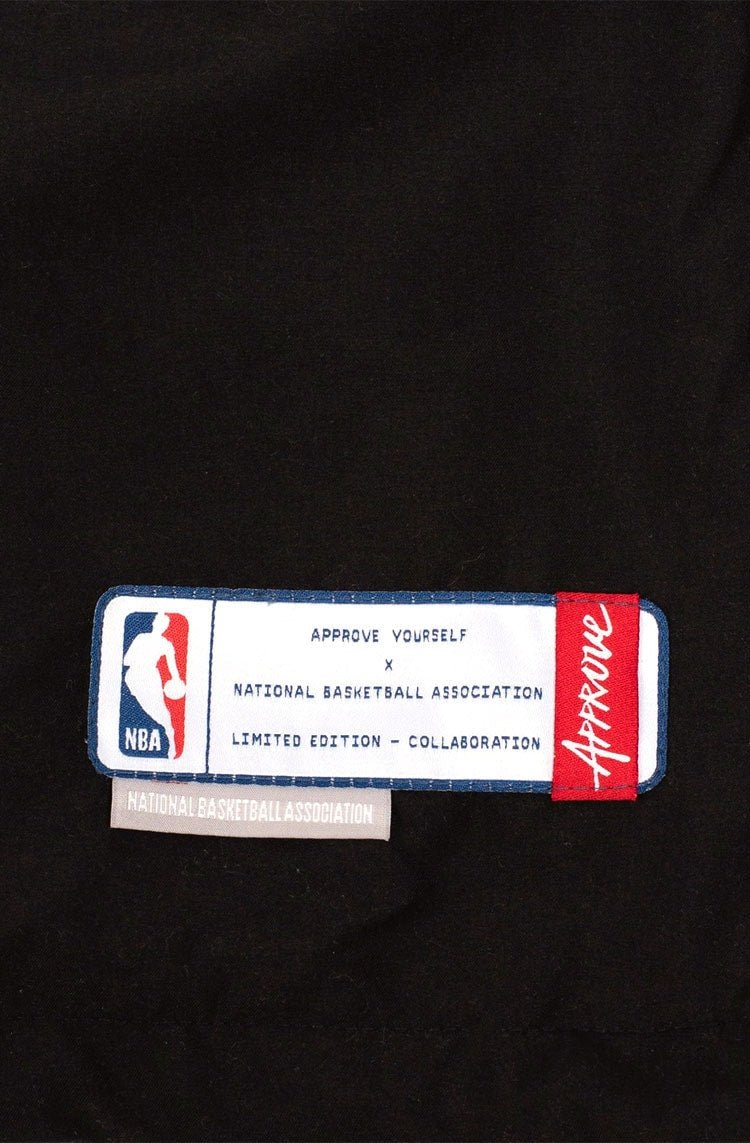 APPROVE YOURSELF
X
NATIONAL BASKETBALL ASSOCIATION
LIMITED EDITION – COLLABORATION
NBA
APPROVE
NATIONAL BASKETBALL ASSOCIATION